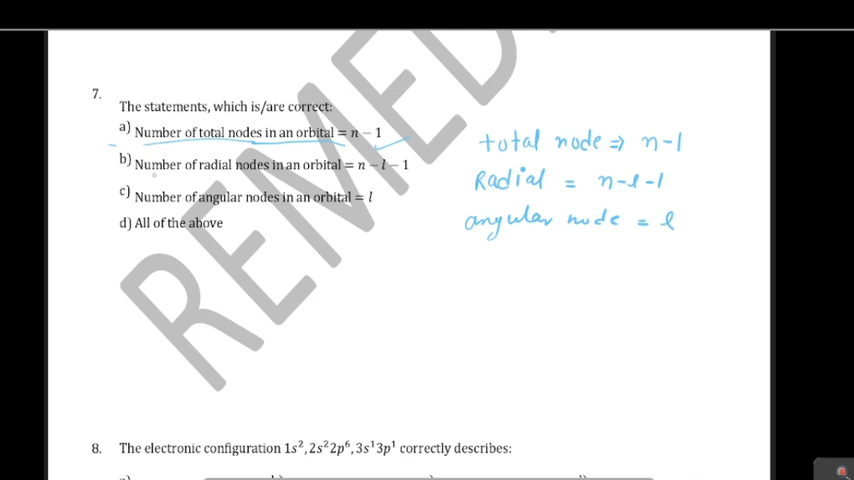 7.
The statements, which is/are correct:
a) Number of total nodes in an orbital = n − 1
b) Number of radial nodes in an orbital = n − l − 1
c) Number of angular nodes in an orbital = l
d) All of the above
total node ⇒ n-1
Radial = n-l-1
angular node = l
REMED
8. The electronic configuration 1s², 2s² 2p⁶, 3s¹3p¹ correctly describes: